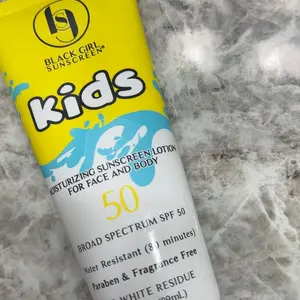 BLACK GIRL
SUNSCREEN®
kids
MOISTURIZING SUNSCREEN LOTION
FOR FACE AND BODY
50
BROAD SPECTRUM SPF 50
Water Resistant (80 minutes)
Paraben & Fragrance Free
WHITE RESIDUE